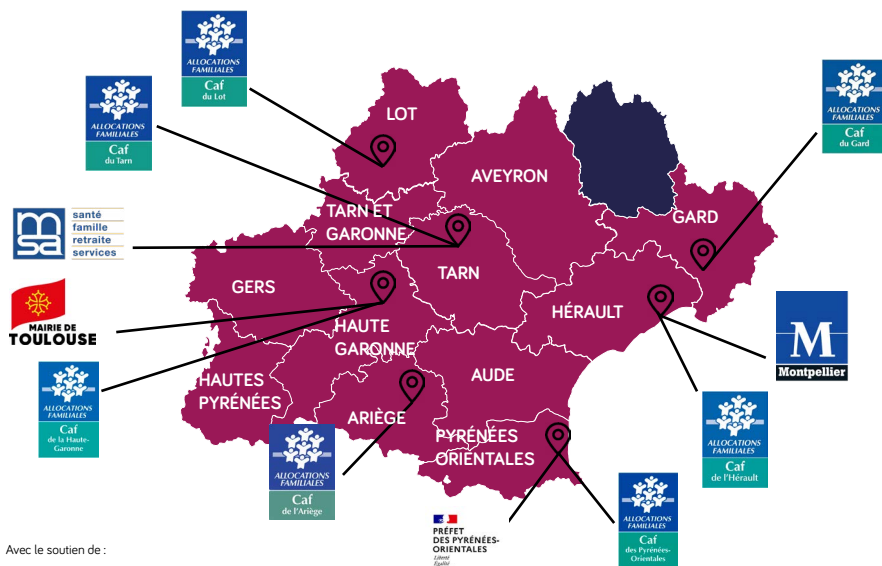 ALLOCATIONS
FAMILIALES
Caf
du Lot
ALLOCATIONS
FAMILIALES
Caf
du Tarn
ALLOCATIONS
FAMILIALES
Caf
du Gard
LOT
AVEYRON
msa
santé
famille
retraite
services
TARN ET
GARONNE
GARD
TARN
GERS
MAIRIE DE
TOULOUSE
HÉRAULT
HAUTE
GARONNE
M
Montpellier
HAUTES
PYRÉNÉES
AUDE
ARIÈGE
ALLOCATIONS
FAMILIALES
Caf
de la Haute-
Garonne
ALLOCATIONS
FAMILIALES
Caf
de l'Ariège
PYRÉNÉES
ORIENTALES
ALLOCATIONS
FAMILIALES
Caf
de l'Hérault
PRÉFET
DES PYRÉNÉES-
ORIENTALES
Liberté
Égalité
ALLOCATIONS
FAMILIALES
Caf
des Pyrénées-
Orientales
Avec le soutien de :